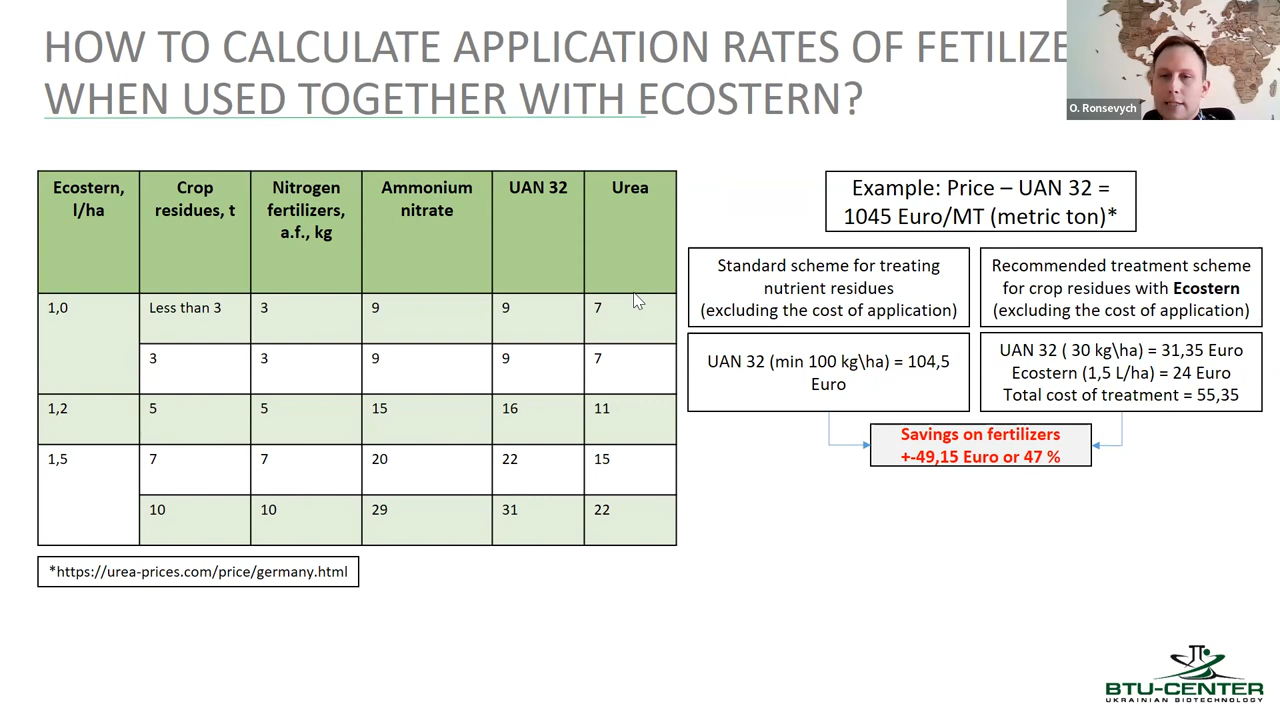 HOW TO CALCULATE APPLICATION RATES OF FETILIZE
WHEN USED TOGETHER WITH ECOSTERN?
O. Ronsevych
Ecostern, l/ha
Crop residues, t
Nitrogen fertilizers, a.f., kg
Ammonium nitrate
UAN 32
Urea
1,0
Less than 3
3
9
9
7
3
3
9
9
7
1,2
5
5
15
16
11
1,5
7
7
20
22
15
10
10
29
31
22
*https://urea-prices.com/price/germany.html
Example: Price – UAN 32 =
1045 Euro/MT (metric ton)*
Standard scheme for treating
nutrient residues
(excluding the cost of application)
Recommended treatment scheme
for crop residues with Ecostern
(excluding the cost of application)
UAN 32 (min 100 kg\ha) = 104,5
Euro
UAN 32 ( 30 kg\ha) = 31,35 Euro
Ecostern (1,5 L/ha) = 24 Euro
Total cost of treatment = 55,35
Savings on fertilizers
+-49,15 Euro or 47 %
BTU-CENTER
UKRAINIAN BIOTECHNOLOGY